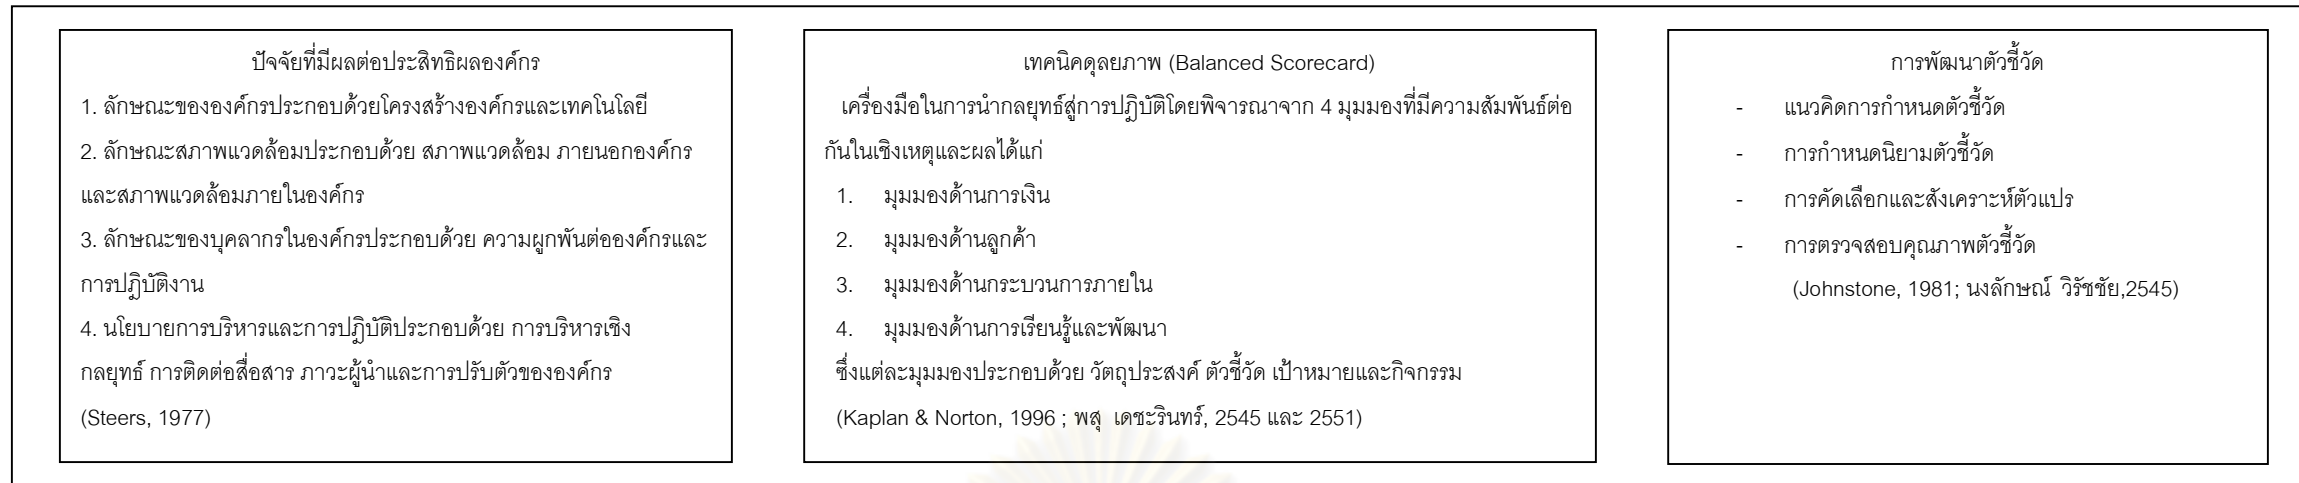 ปัจจัยที่มีผลต่อประสิทธิผลองค์กร
1. ลักษณะขององค์กรประกอบด้วยโครงสร้างองค์กรและเทคโนโลยี
2. ลักษณะสภาพแวดล้อมประกอบด้วย สภาพแวดล้อม ภายนอกองค์กร
และสภาพแวดล้อมภายในองค์กร
3. ลักษณะของบุคลากรในองค์กรประกอบด้วย ความผูกพันต่อองค์กรและ
การปฏิบัติงาน
4. นโยบายการบริหารและการปฏิบัติประกอบด้วย การบริหารเชิง
กลยุทธ์ การติดต่อสื่อสาร ภาวะผู้นำและการปรับตัวขององค์กร
(Steers, 1977)
เทคนิคดุลยภาพ (Balanced Scorecard)
เครื่องมือในการนำกลยุทธ์สู่การปฏิบัติโดยพิจารณาจาก 4 มุมมองที่มีความสัมพันธ์ต่อ
กันในเชิงเหตุและผลได้แก่
1. มุมมองด้านการเงิน
2. มุมมองด้านลูกค้า
3. มุมมองด้านกระบวนการภายใน
4. มุมมองด้านการเรียนรู้และพัฒนา
ซึ่งแต่ละมุมมองประกอบด้วย วัตถุประสงค์ ตัวชี้วัด เป้าหมายและกิจกรรม
(Kaplan & Norton, 1996 ; พสุ เดชะรินทร์, 2545 และ 2551)
การพัฒนาตัวชี้วัด
- แนวคิดการกำหนดตัวชี้วัด
- การกำหนดนิยามตัวชี้วัด
- การคัดเลือกและสังเคราะห์ตัวแปร
- การตรวจสอบคุณภาพตัวชี้วัด
(Johnstone, 1981; นงลักษณ์ วิรัชชัย,2545)